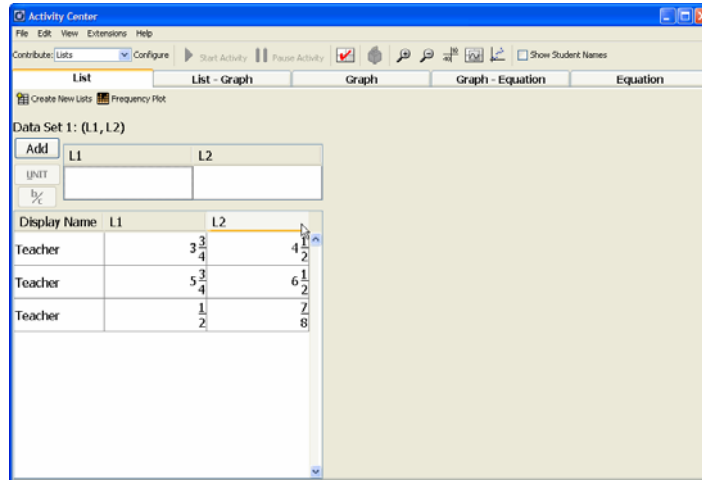 Activity Center
File Edit View Extensions Help
Contribute: Lists Configure Start Activity Pause Activity Show Student Names
List List - Graph Graph Graph - Equation Equation
Create New Lists Frequency Plot
Data Set 1: (L1, L2)
Add L1 L2
UNIT
b/c
Display Name L1 L2
Teacher 3 3/4 4 1/2
Teacher 5 3/4 6 1/2
Teacher 1/2 7/8